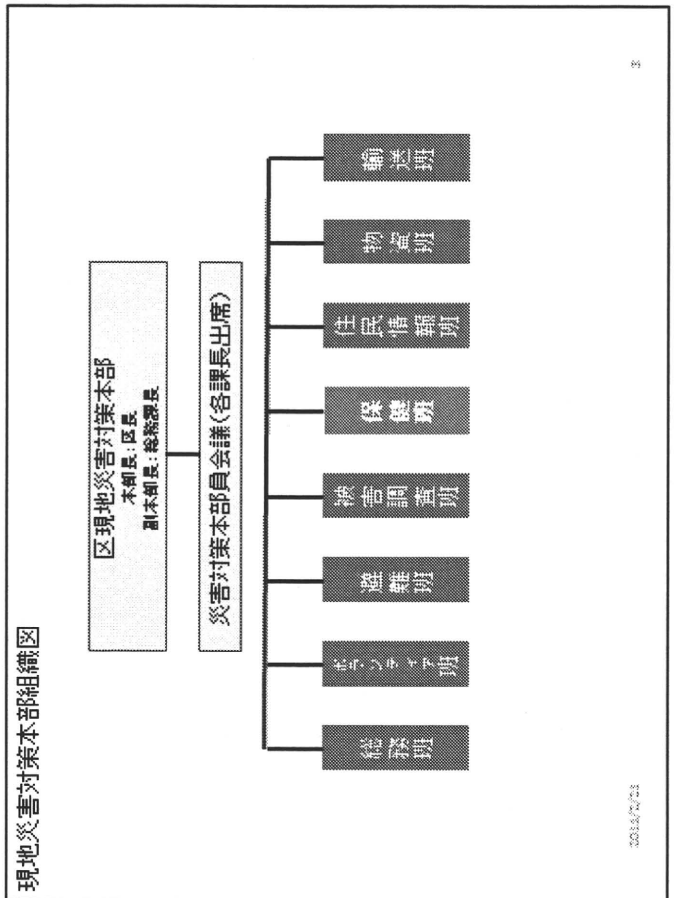 現地災害対策本部組織図
区現地災害対策本部
本部長:区長
副本部長:総務課長
災害対策本部員会議(各課長出席)
総務班
ボランティア班
避難班
被害調査班
保健班
住民情報班
物資班
輸送班
3